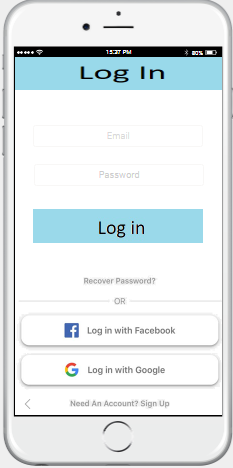 15:37 PM 80%
Log In
Email
Password
Log in
Recover Password?
OR
Log in with Facebook
G Log in with Google
Need An Account? Sign Up